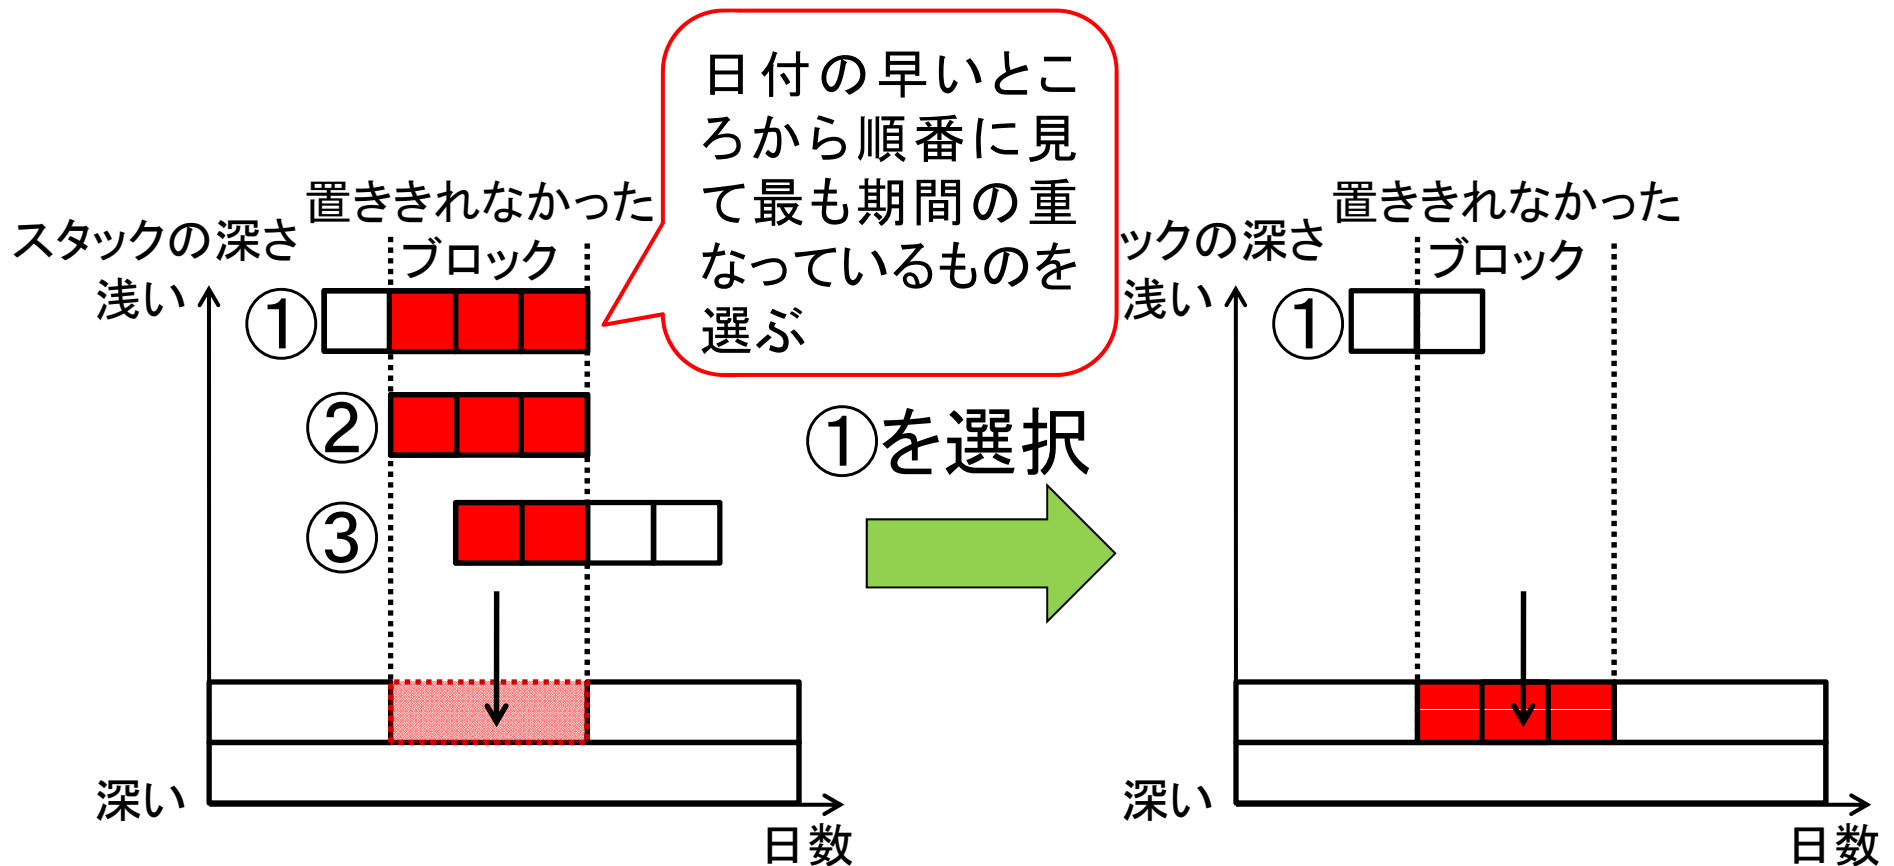 日付の早いとこ
ろから順番に見
て最も期間の重
なっているものを
選ぶ
置ききれなかった
ブロック
スタックの深さ
浅い
①
②
③
深い
日数
①を選択
置ききれなかった
ブロック
ックの深さ
浅い
①
深い
日数